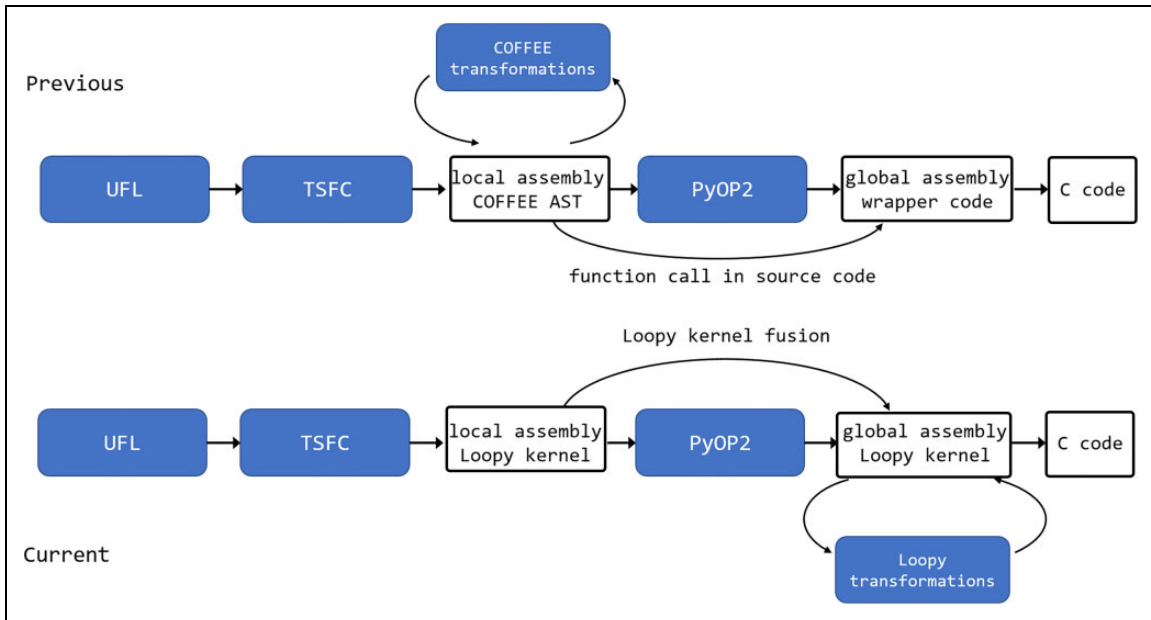 COFFEE
transformations
Previous
UFL
TSFC
local assembly
COFFEE AST
PyOP2
global assembly
wrapper code
C code
function call in source code
Loopy kernel fusion
UFL
TSFC
local assembly
Loopy kernel
PyOP2
global assembly
Loopy kernel
C code
Current
Loopy
transformations